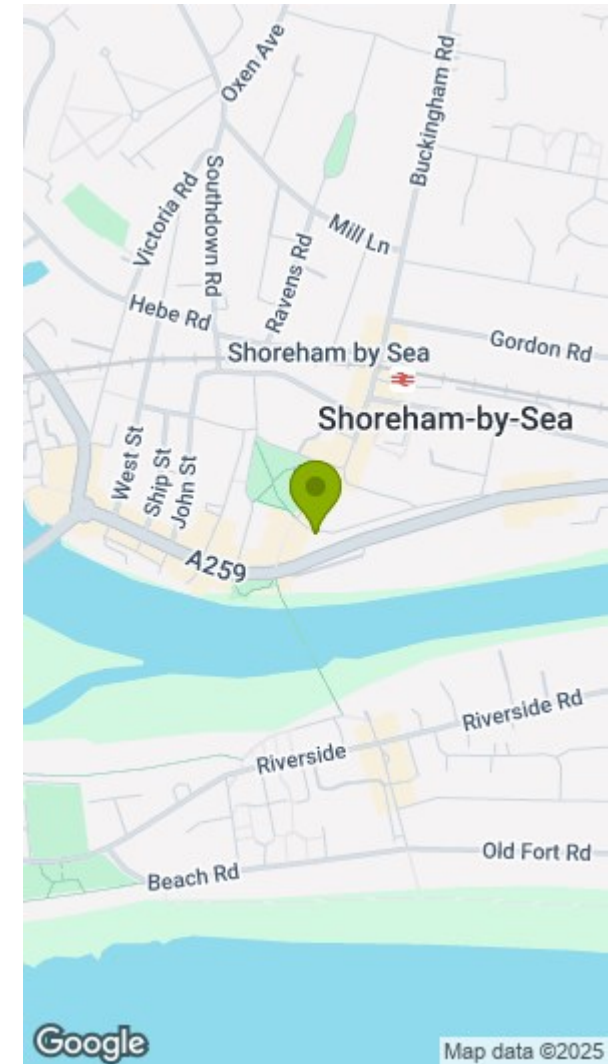 Oxen Ave
Buckingham Rd
Victoria Rd
Southdown Rd
Ravens Rd
Mill Ln
Hebe Rd
Gordon Rd
Shoreham by Sea
Shoreham-by-Sea
West St
Ship St
John St
A259
Riverside Rd
Riverside
Old Fort Rd
Beach Rd
Google
Map data ©2025